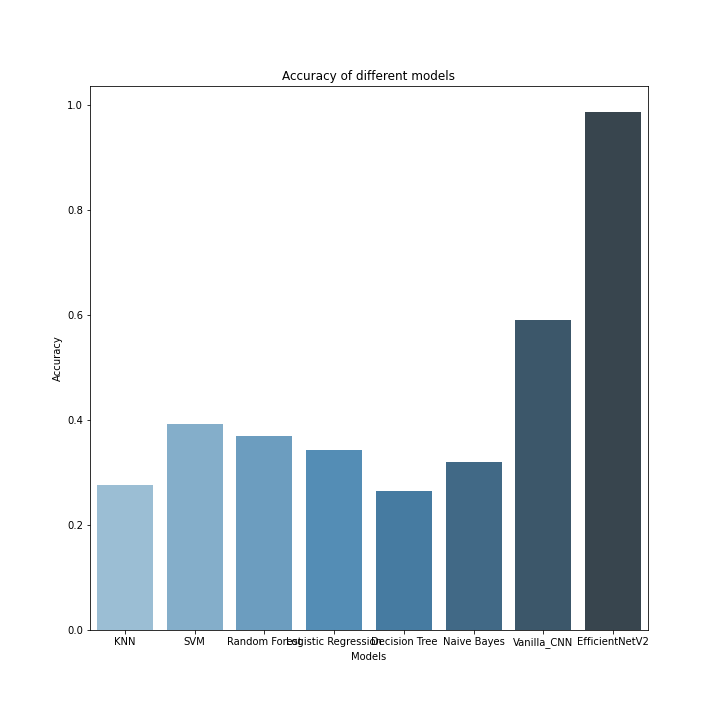 Accuracy of different models
1.0
0.8
0.6
0.4
0.2
0.0
Accuracy
KNN SVM Random Forest Logistic Regression Decision Tree Naive Bayes Vanilla_CNN EfficientNetV2
Models